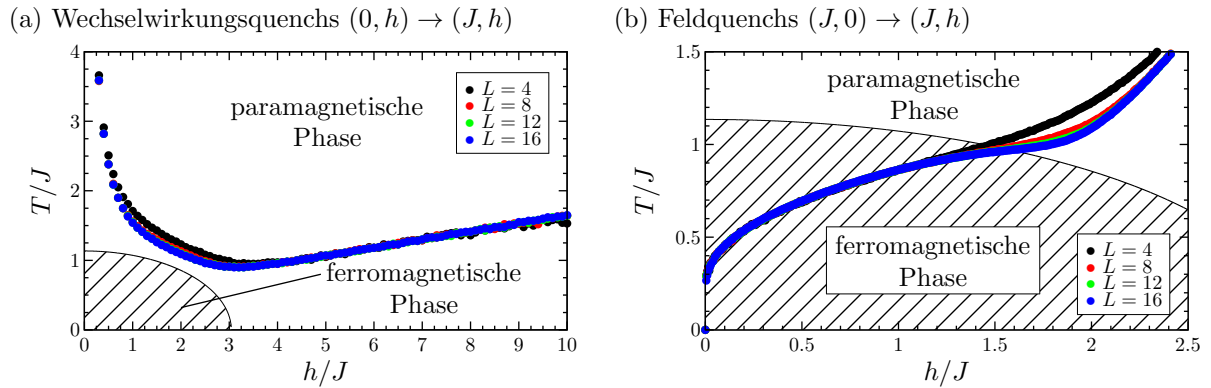 (a) Wechselwirkungsquenchs (0, h) → (J, h)
4
3
2
1
0
T/J
0 1 2 3 4 5 6 7 8 9 10
h/J
paramagnetische
Phase
L = 4
L = 8
L = 12
L = 16
ferromagnetische
Phase
(b) Feldquenchs (J, 0) → (J, h)
1.5
1
0.5
0
T/J
0 0.5 1 1.5 2 2.5
h/J
paramagnetische
Phase
ferromagnetische
Phase
L = 4
L = 8
L = 12
L = 16